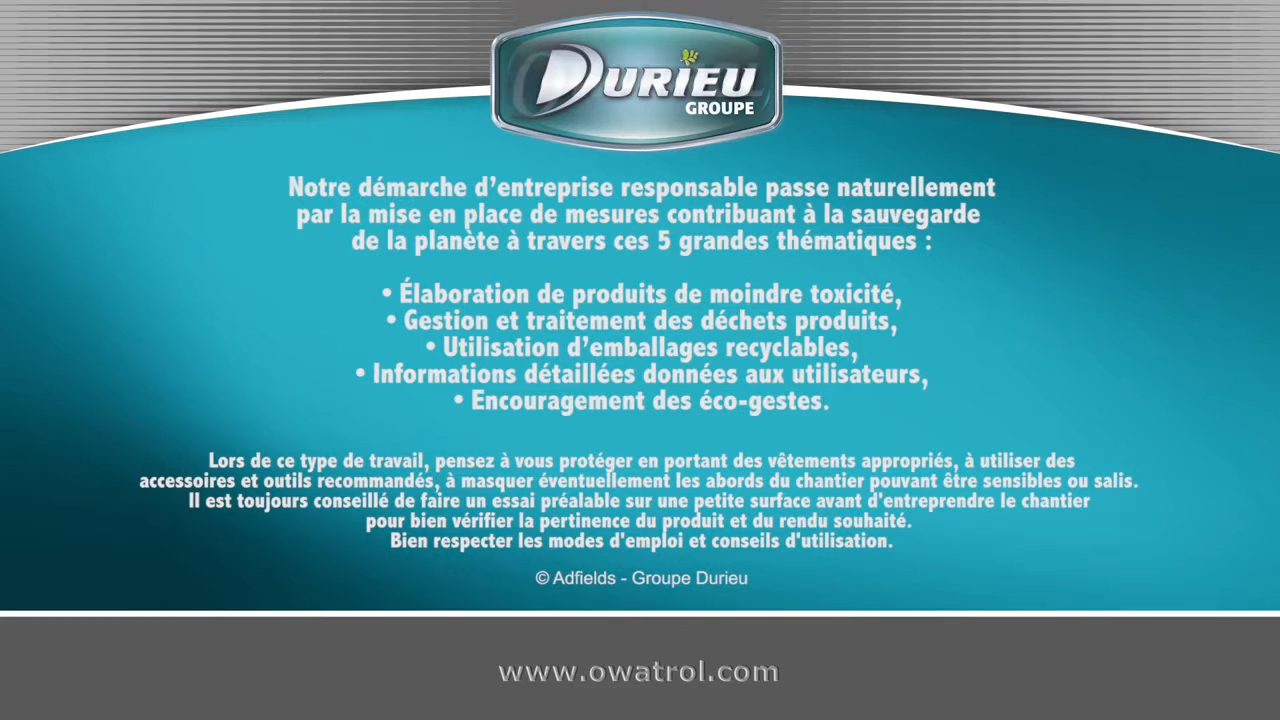 DURIEU
GROUPE
Notre démarche d’entreprise responsable passe naturellement
par la mise en place de mesures contribuant à la sauvegarde
de la planète à travers ces 5 grandes thématiques :
• Élaboration de produits de moindre toxicité,
• Gestion et traitement des déchets produits,
• Utilisation d’emballages recyclables,
• Informations détaillées données aux utilisateurs,
• Encouragement des éco-gestes.
Lors de ce type de travail, pensez à vous protéger en portant des vêtements appropriés, à utiliser des
accessoires et outils recommandés, à masquer éventuellement les abords du chantier pouvant être sensibles ou salis.
Il est toujours conseillé de faire un essai préalable sur une petite surface avant d'entreprendre le chantier
pour bien vérifier la pertinence du produit et du rendu souhaité.
Bien respecter les modes d'emploi et conseils d'utilisation.
© Adfields - Groupe Durieu
www.owatrol.com